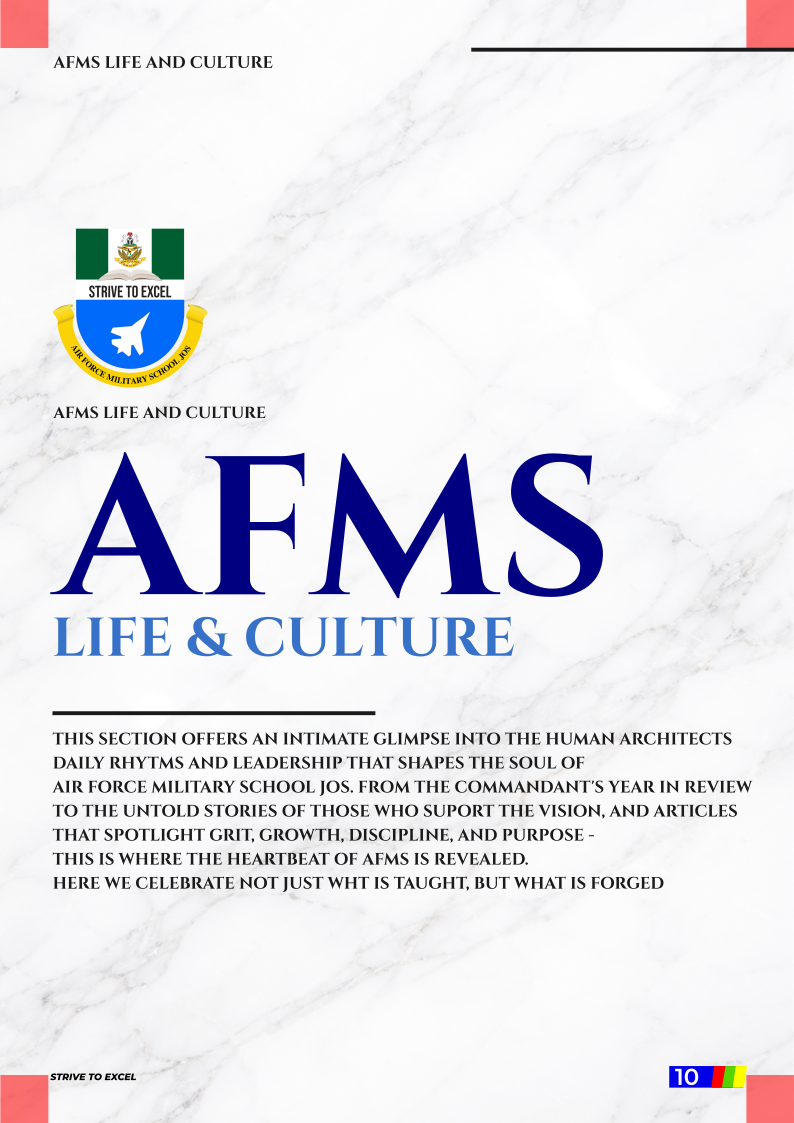 AFMS LIFE AND CULTURE
STRIVE TO EXCEL
AIR FORCE MILITARY SCHOOL JOS
AFMS LIFE AND CULTURE
AFMS
LIFE & CULTURE
THIS SECTION OFFERS AN INTIMATE GLIMPSE INTO THE HUMAN ARCHITECTS
DAILY RHYTMS AND LEADERSHIP THAT SHAPES THE SOUL OF
AIR FORCE MILITARY SCHOOL JOS. FROM THE COMMANDANT'S YEAR IN REVIEW
TO THE UNTOLD STORIES OF THOSE WHO SUPORT THE VISION, AND ARTICLES
THAT SPOTLIGHT GRIT, GROWTH, DISCIPLINE, AND PURPOSE -
THIS IS WHERE THE HEARTBEAT OF AFMS IS REVEALED.
HERE WE CELEBRATE NOT JUST WHT IS TAUGHT, BUT WHAT IS FORGED
STRIVE TO EXCEL
10